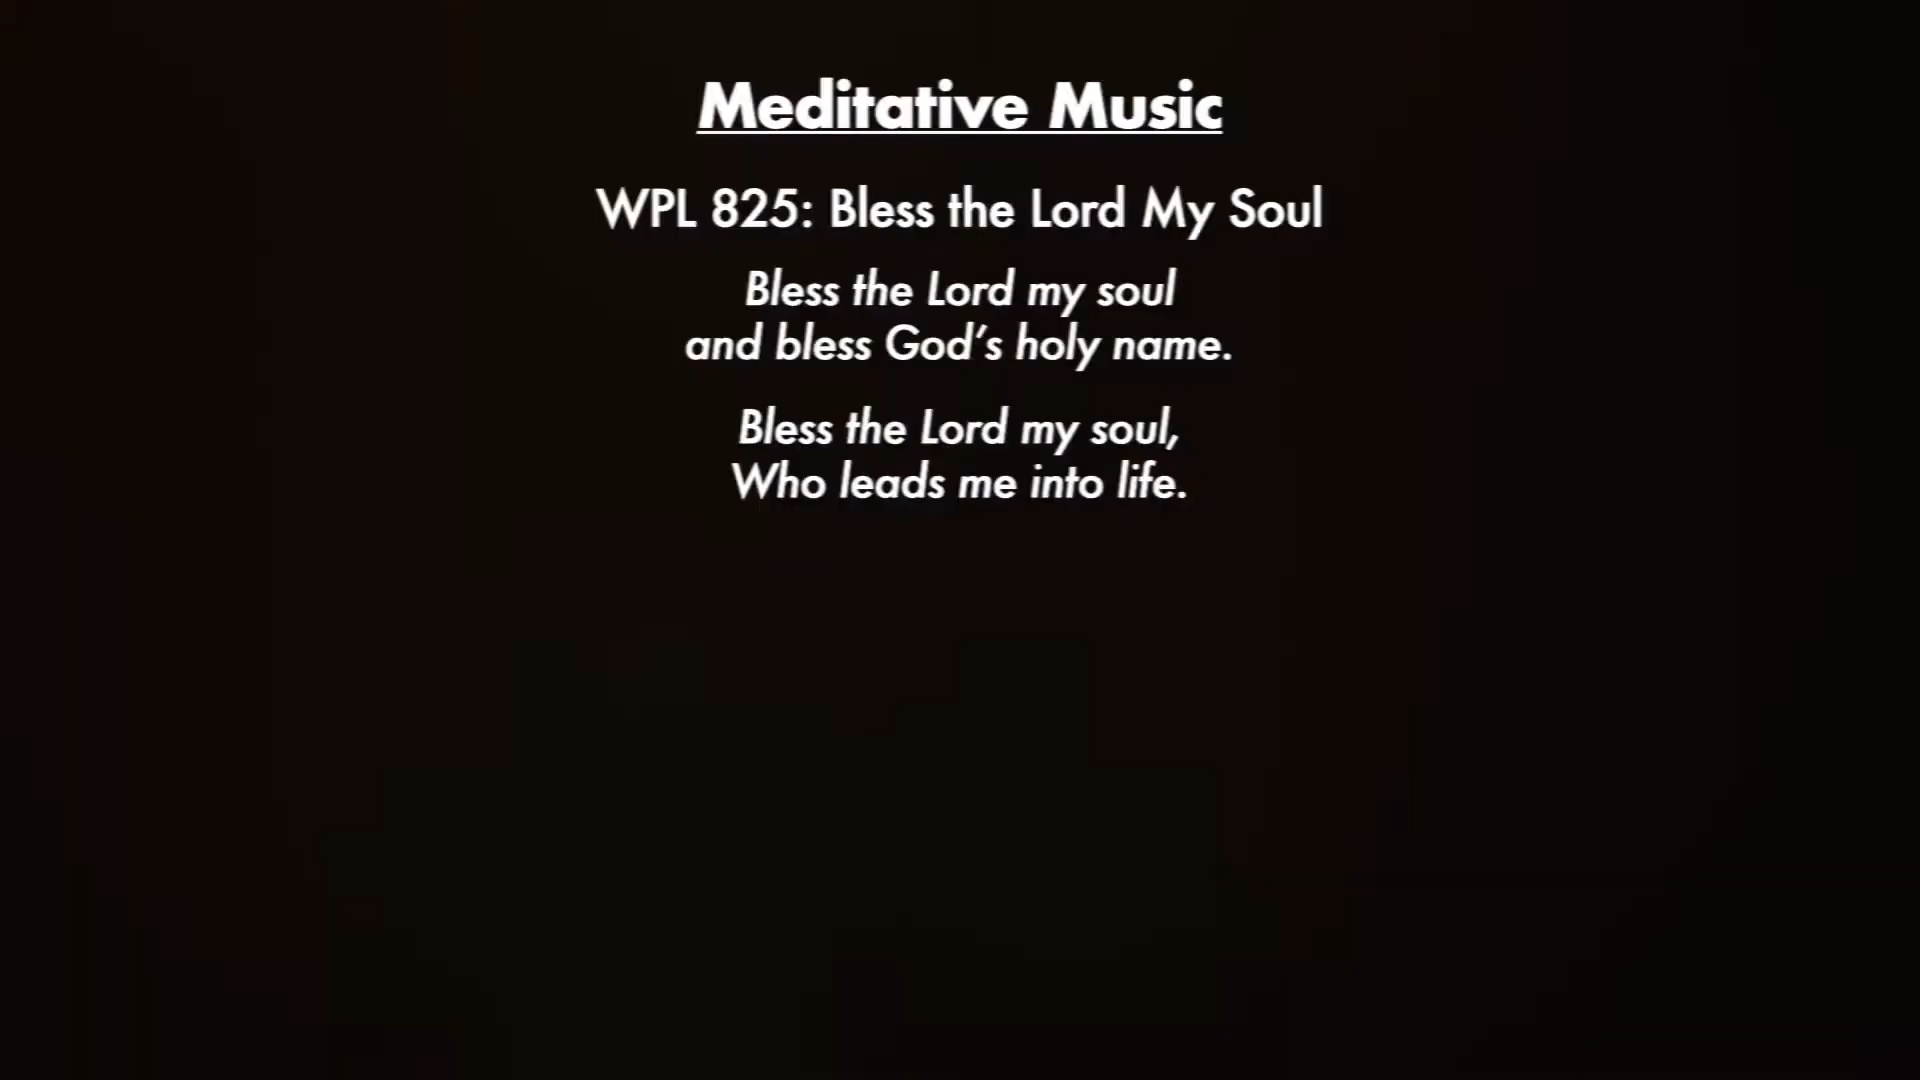 Meditative Music
WPL 825: Bless the Lord My Soul
Bless the Lord my soul
and bless God’s holy name.
Bless the Lord my soul,
Who leads me into life.